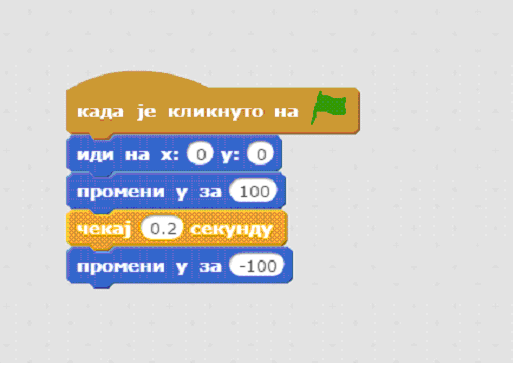 када је кликнуто на
иди на x: 0 y: 0
промени y за 100
чекај 0.2 секунду
промени y за -100